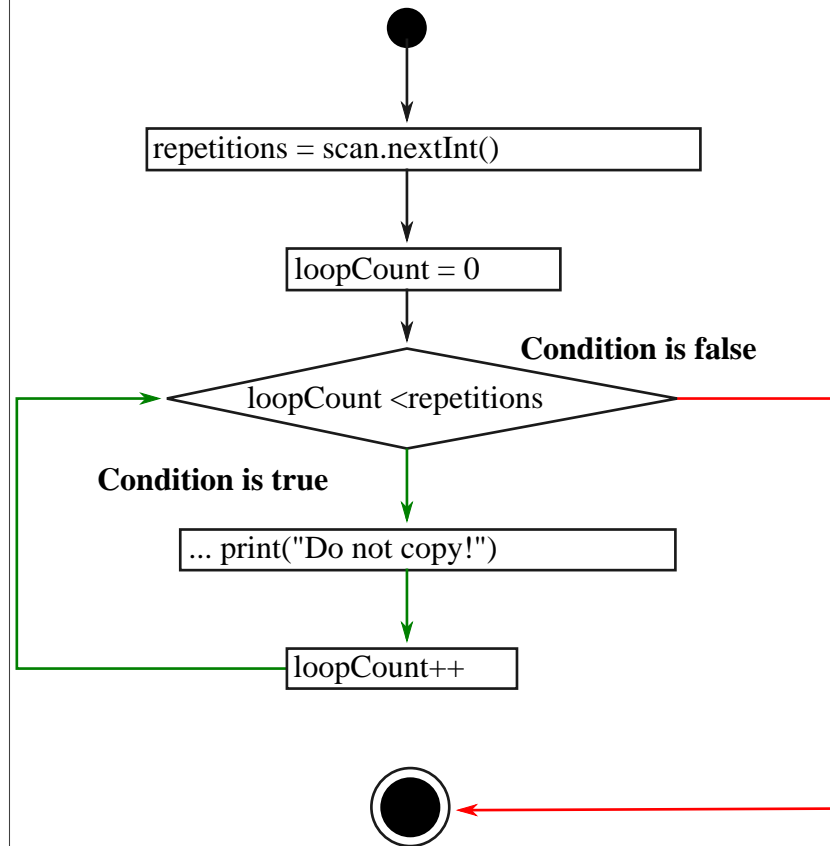 repetitions = scan.nextInt()
loopCount = 0
Condition is false
loopCount <repetitions
Condition is true
... print("Do not copy!")
loopCount++